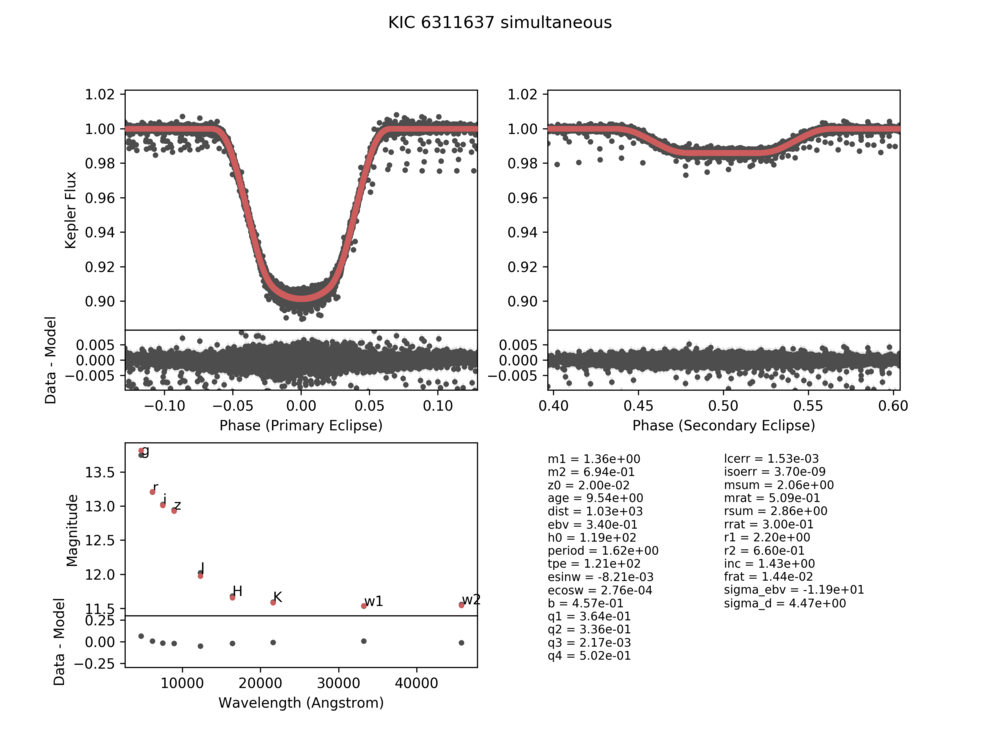 KIC 6311637 simultaneous
1.02
1.00
0.98
0.96
0.94
0.92
0.90
Kepler Flux
0.005
0.000
−0.005
Data - Model
−0.10 −0.05 0.00 0.05 0.10
Phase (Primary Eclipse)
1.02
1.00
0.98
0.96
0.94
0.92
0.90
0.005
0.000
−0.005
0.40 0.45 0.50 0.55 0.60
Phase (Secondary Eclipse)
13.5
13.0
12.5
12.0
11.5
Magnitude
g
r
i
z
J
H
K
w1
w2
0.25
0.00
−0.25
Data - Model
10000 20000 30000 40000
Wavelength (Angstrom)
m1 = 1.36e+00
m2 = 6.94e-01
z0 = 2.00e-02
age = 9.54e+00
dist = 1.03e+03
ebv = 3.40e-01
h0 = 1.19e+02
period = 1.62e+00
tpe = 1.21e+02
esinw = -8.21e-03
ecosw = 2.76e-04
b = 4.57e-01
q1 = 3.64e-01
q2 = 3.36e-01
q3 = 2.17e-03
q4 = 5.02e-01
lcerr = 1.53e-03
isoerr = 3.70e-09
msum = 2.06e+00
mrat = 5.09e-01
rsum = 2.86e+00
rrat = 3.00e-01
r1 = 2.20e+00
r2 = 6.60e-01
inc = 1.43e+00
frat = 1.44e-02
sigma_ebv = -1.19e+01
sigma_d = 4.47e+00